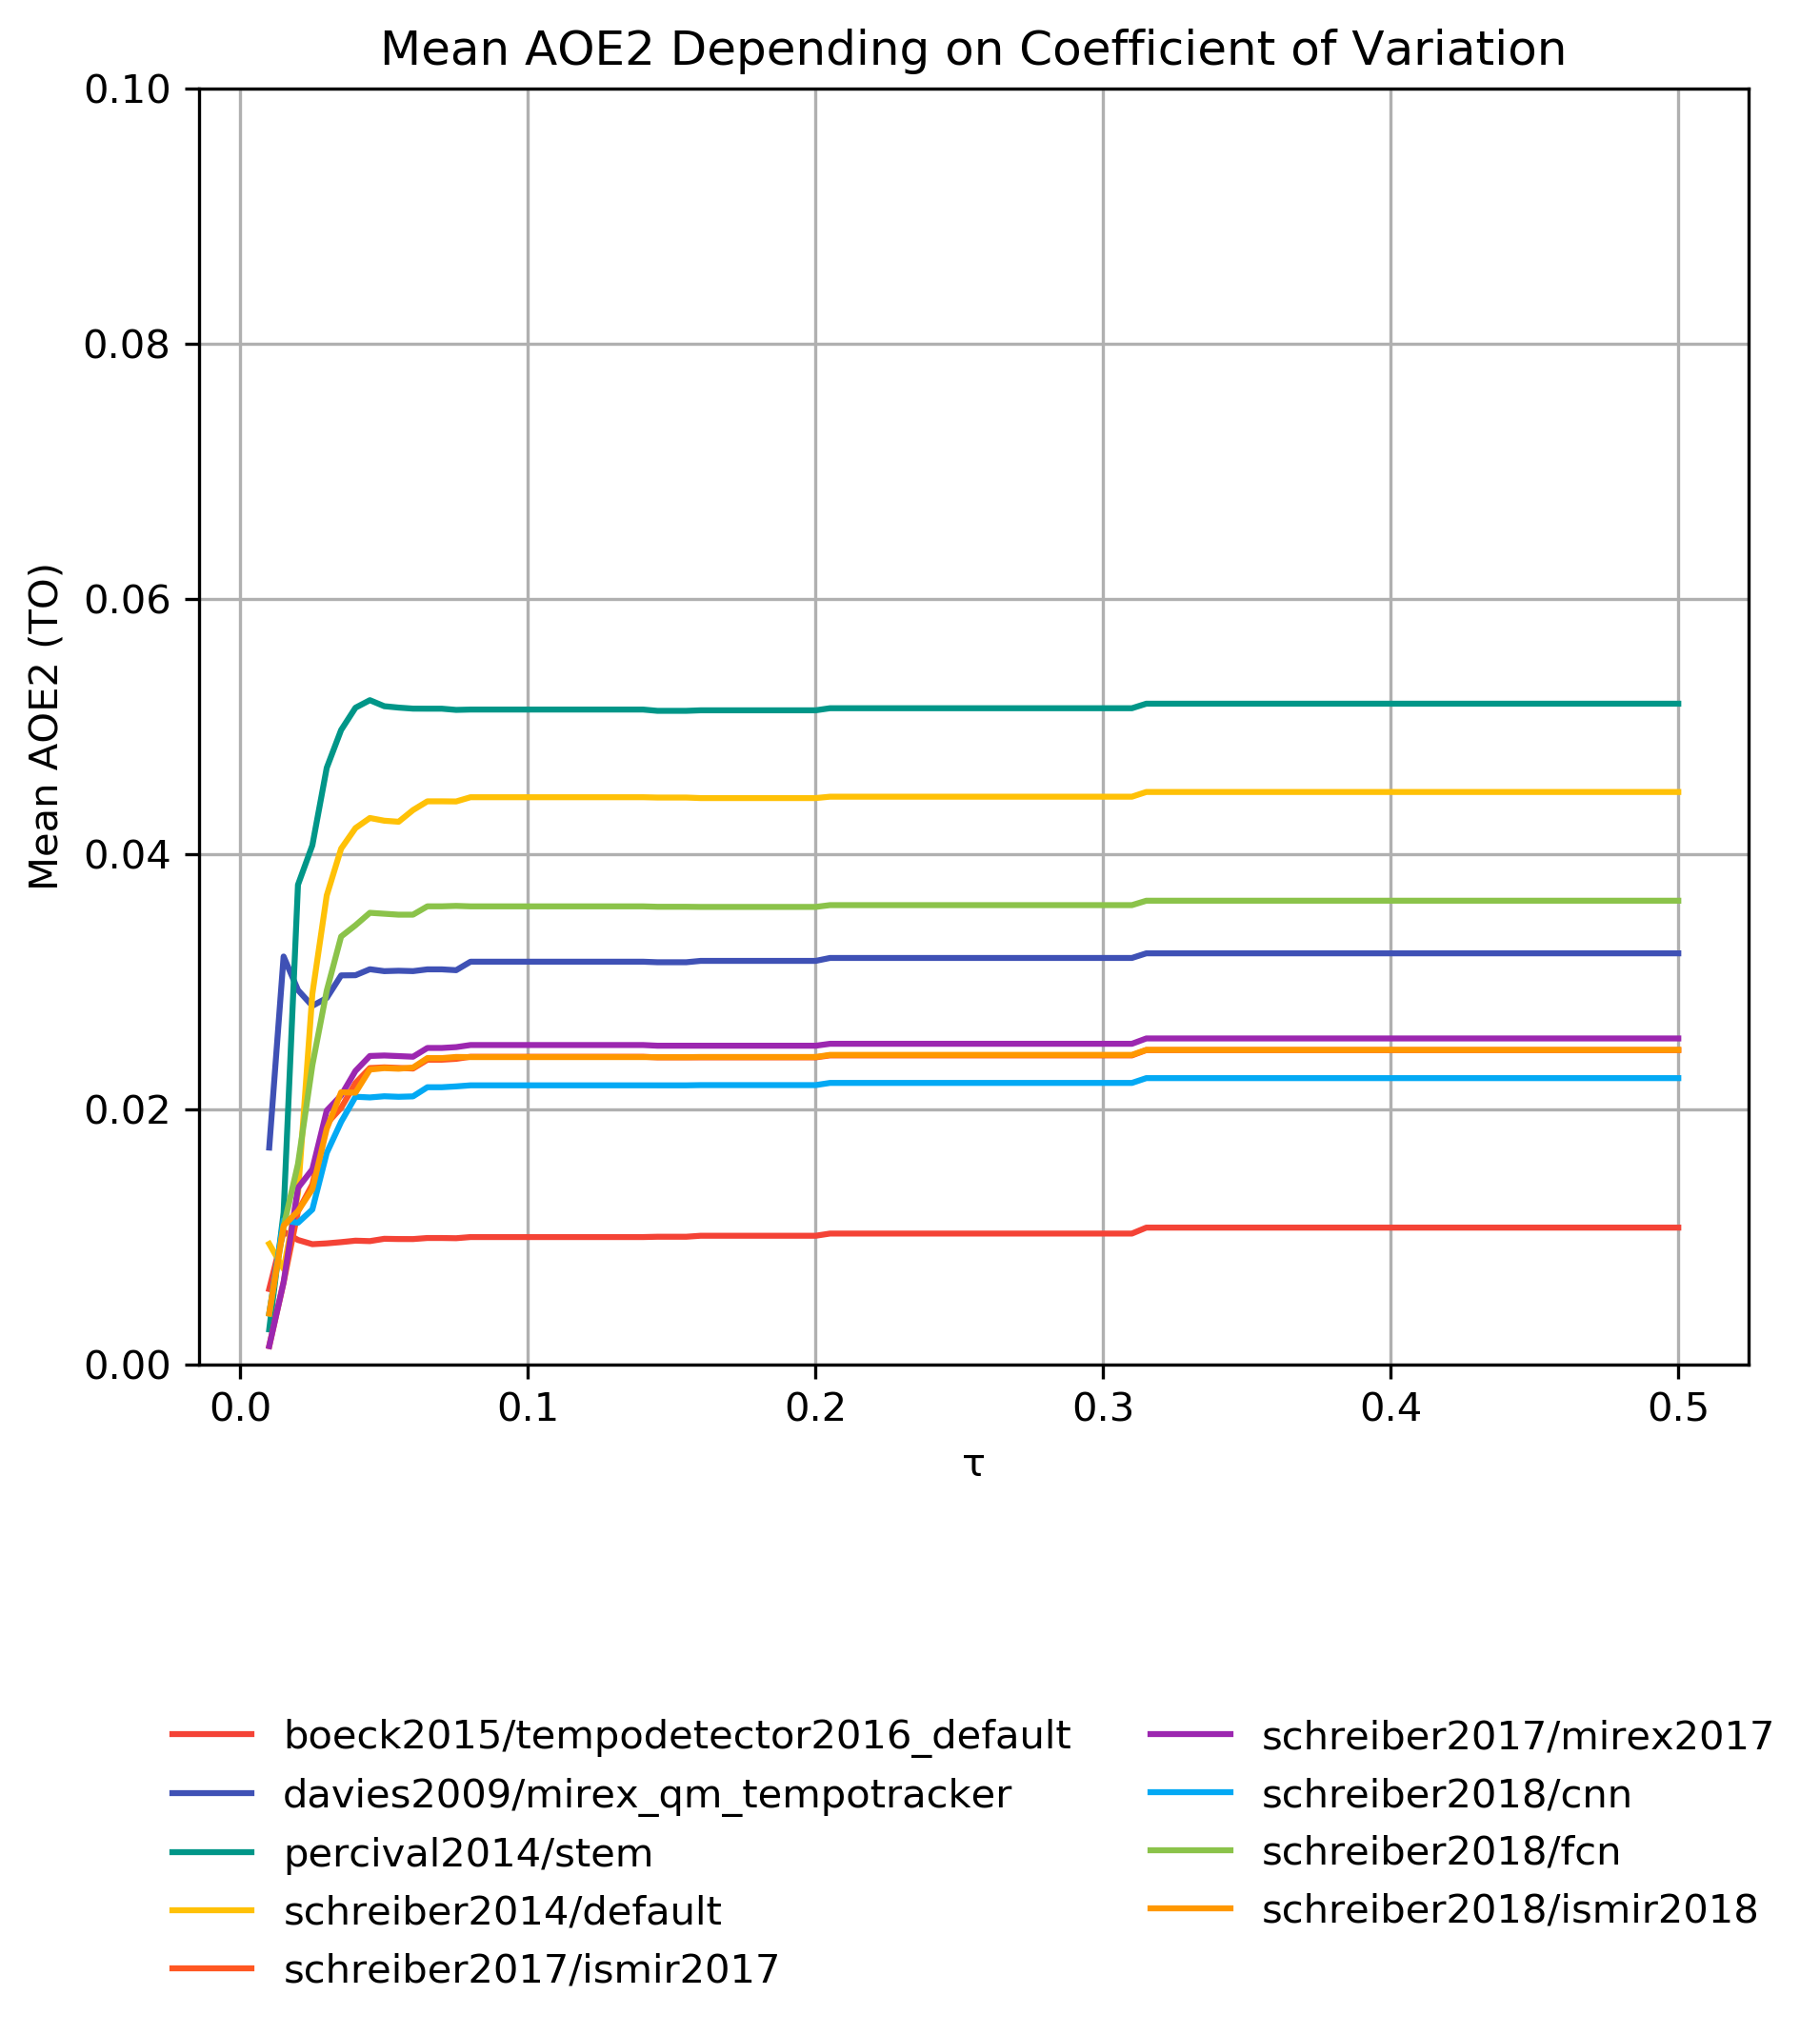 Mean AOE2 Depending on Coefficient of Variation
0.10
0.08
0.06
0.04
0.02
0.00
Mean AOE2 (TO)
0.0 0.1 0.2 0.3 0.4 0.5
τ
boeck2015/tempodetector2016_default
davies2009/mirex_qm_tempotracker
percival2014/stem
schreiber2014/default
schreiber2017/ismir2017
schreiber2017/mirex2017
schreiber2018/cnn
schreiber2018/fcn
schreiber2018/ismir2018